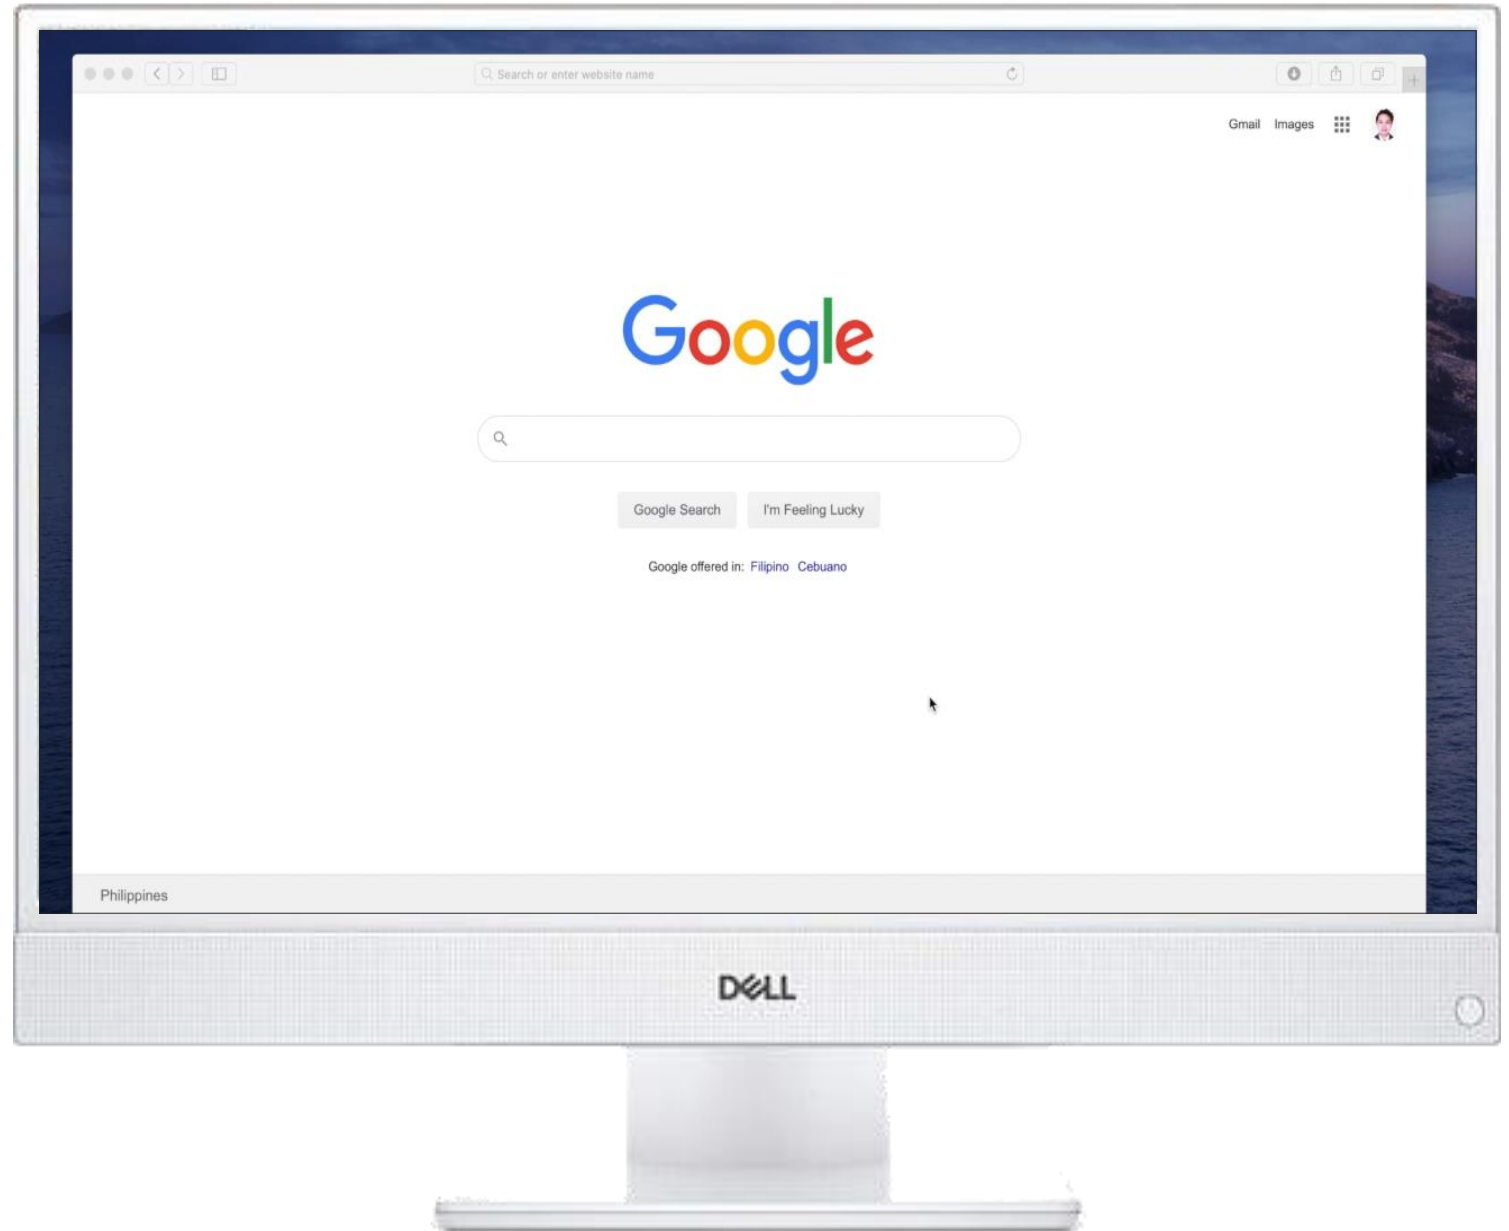 Search or enter website name
Gmail Images
Google
Google Search I'm Feeling Lucky
Google offered in: Filipino Cebuano
Philippines
DELL